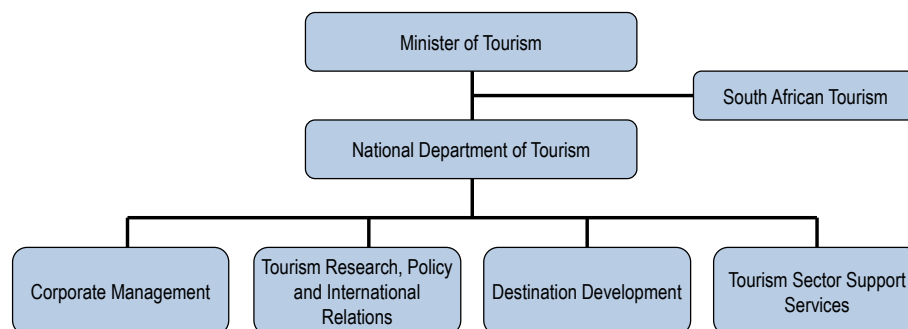 Minister of Tourism
South African Tourism
National Department of Tourism
Corporate Management
Tourism Research, Policy
and International
Relations
Destination Development
Tourism Sector Support
Services